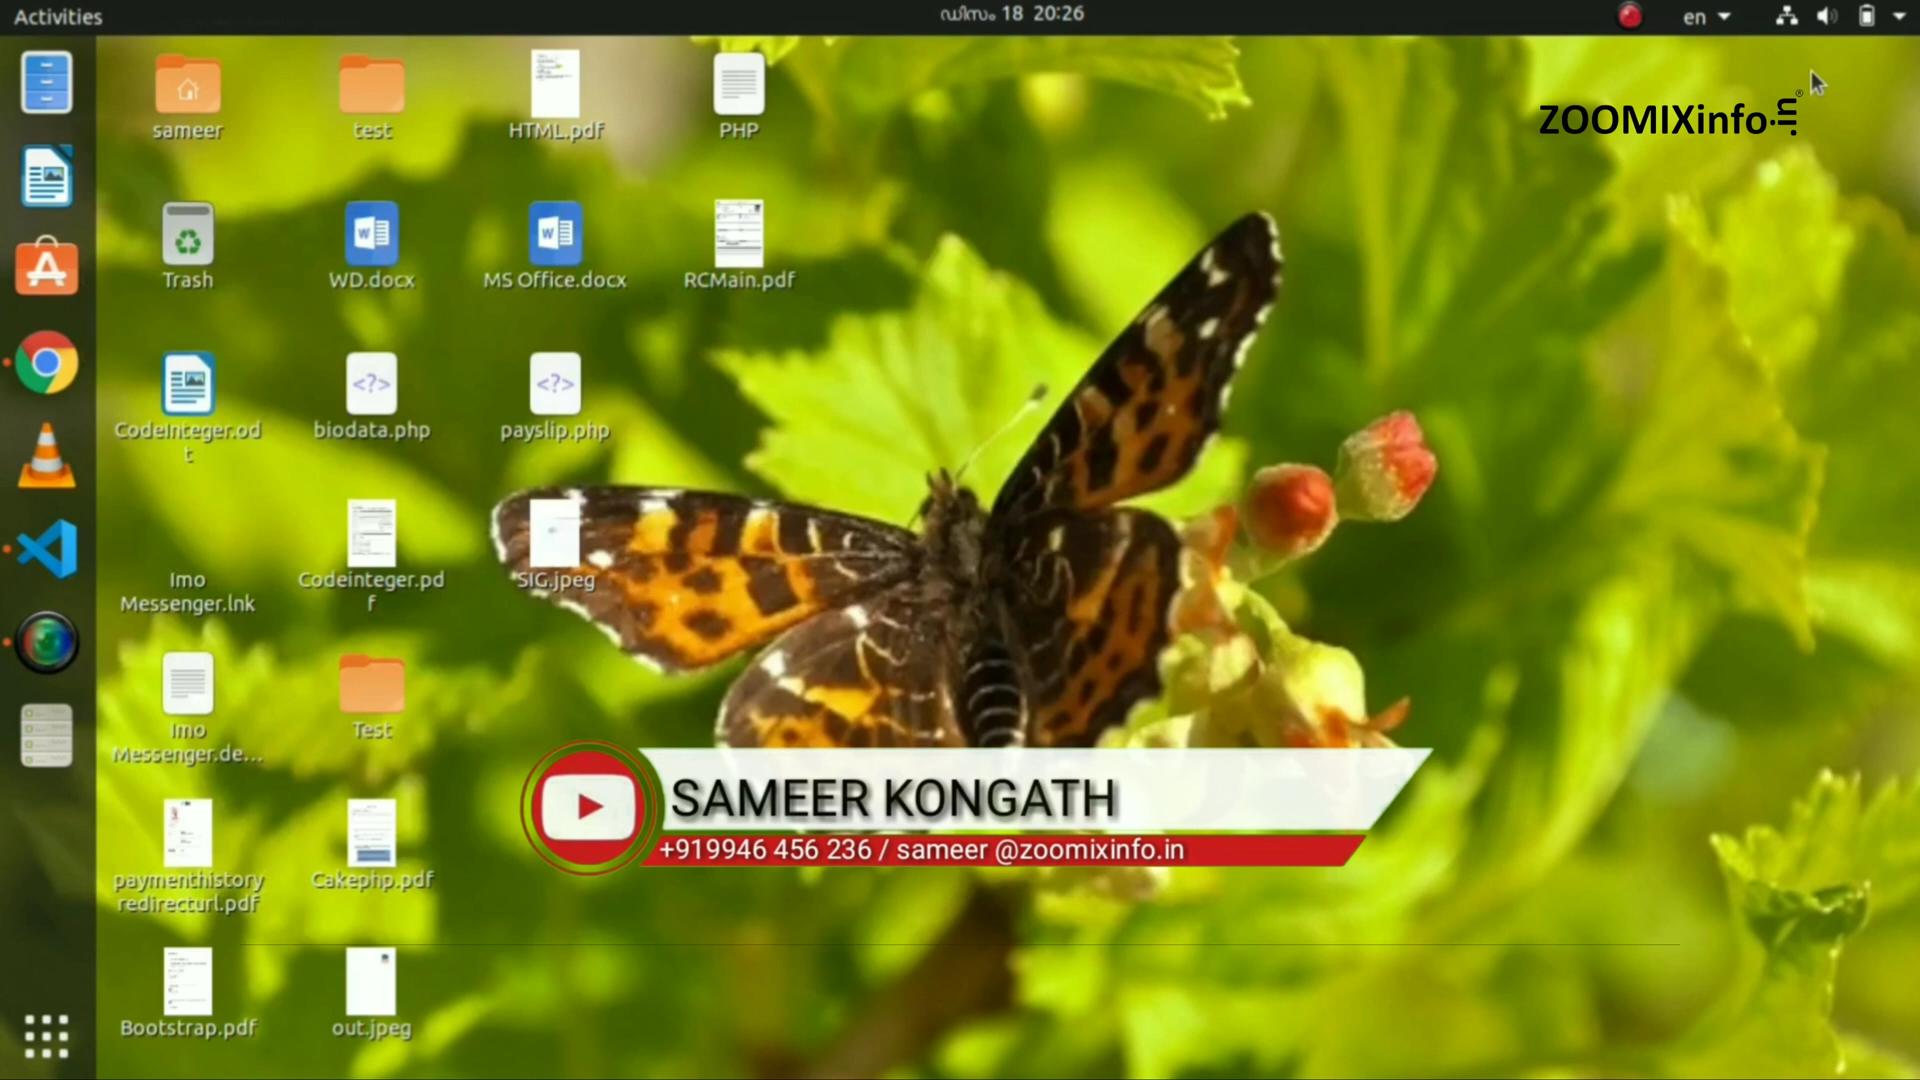 Activities
ഡിസം 18 20:26
en
ZOOMIXinfo.in®
sameer
test
HTML.pdf
PHP
Trash
WD.docx
MS Office.docx
RCMain.pdf
CodeInteger.od
t
biodata.php
payslip.php
Imo
Messenger.lnk
Codeinteger.pd
f
SIG.jpeg
Imo
Messenger.de...
Test
SAMEER KONGATH
+919946 456 236 / sameer @zoomixinfo.in
paymenthistory
redirecturl.pdf
Cakephp.pdf
Bootstrap.pdf
out.jpeg